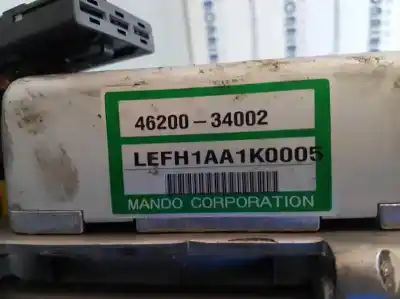 46200-34002
LEFH1AA1K0005
MANDO CORPORATION